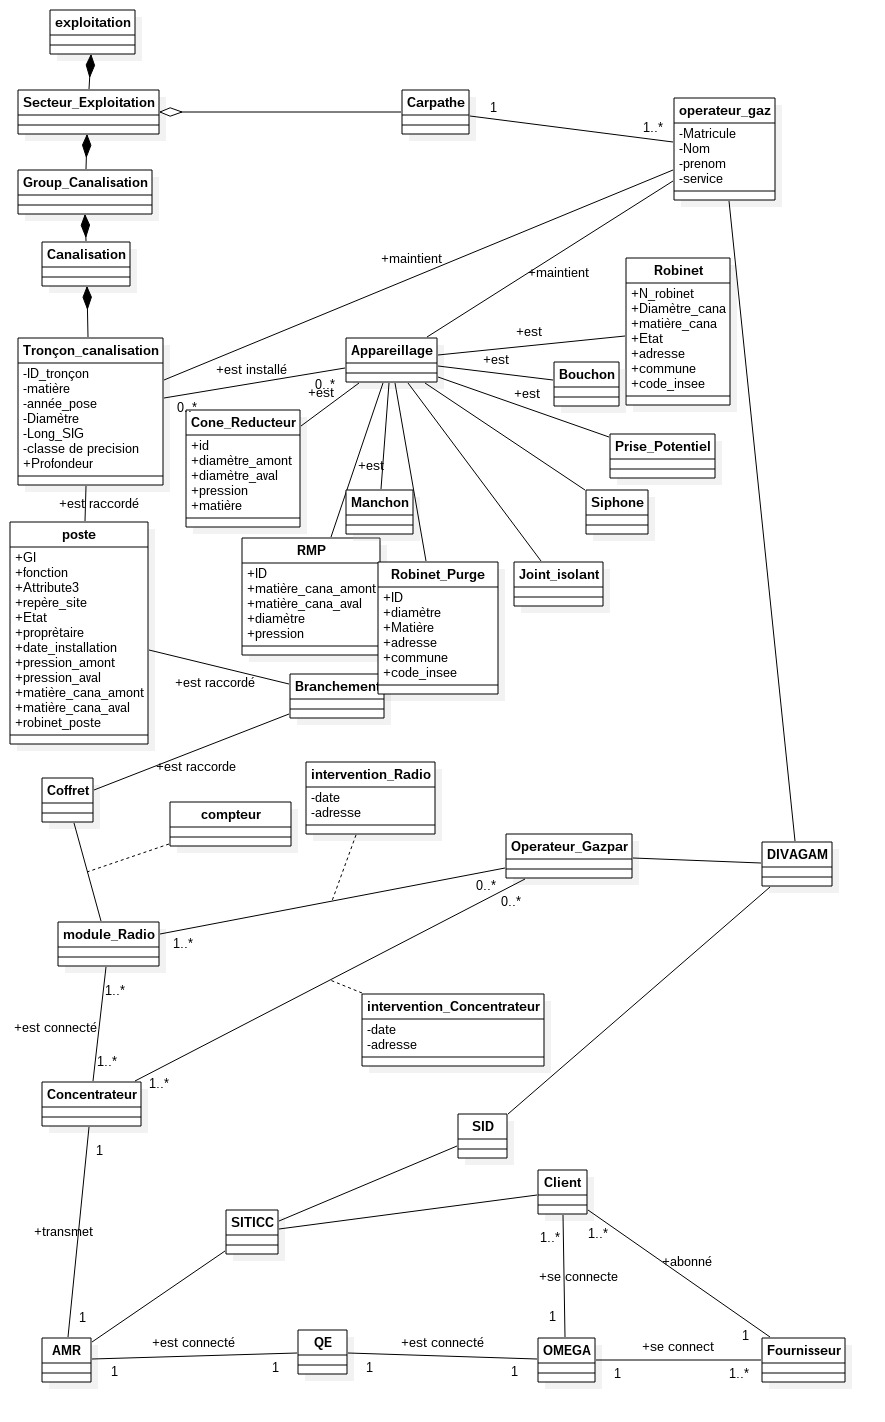 exploitation
Secteur_Exploitation
Carpathe
1
1..*
operateur_gaz
-Matricule
-Nom
-prenom
-service
Group_Canalisation
Canalisation
+maintient
+maintient
Robinet
+N_robinet
+Diamètre_cana
+matière_cana
+Etat
+adresse
+commune
+code_insee
Tronçon_canalisation
-ID_tronçon
-matière
-année_pose
-Diamètre
-Long_SIG
-classe de precision
+Profondeur
+est installé
0..*
0..*
Appareillage
+est
+est
+est
+est
+est
Bouchon
Prise_Potentiel
Siphone
Joint_isolant
Cone_Reducteur
+id
+diamètre_amont
+diamètre_aval
+pression
+matière
Manchon
RMP
+ID
+matière_cana_amont
+matière_cana_aval
+diamètre
+pression
Robinet_Purge
+ID
+diamètre
+Matière
+adresse
+commune
+code_insee
+est raccordé
poste
+GI
+fonction
+Attribute3
+repère_site
+Etat
+proprètaire
+date_installation
+pression_amont
+pression_aval
+matière_cana_amont
+matière_cana_aval
+robinet_poste
+est raccordé
Branchement
+est raccorde
Coffret
compteur
intervention_Radio
-date
-adresse
Operateur_Gazpar
DIVAGAM
0..*
0..*
module_Radio
1..*
1..*
+est connecté
1..*
1..*
intervention_Concentrateur
-date
-adresse
Concentrateur
1
SID
Client
SITICC
+transmet
1..*
1..*
+abonné
+se connecte
1
1
1
AMR
+est connecté
1
1
QE
+est connecté
1
1
OMEGA
+se connect
1
1..*
Fournisseur